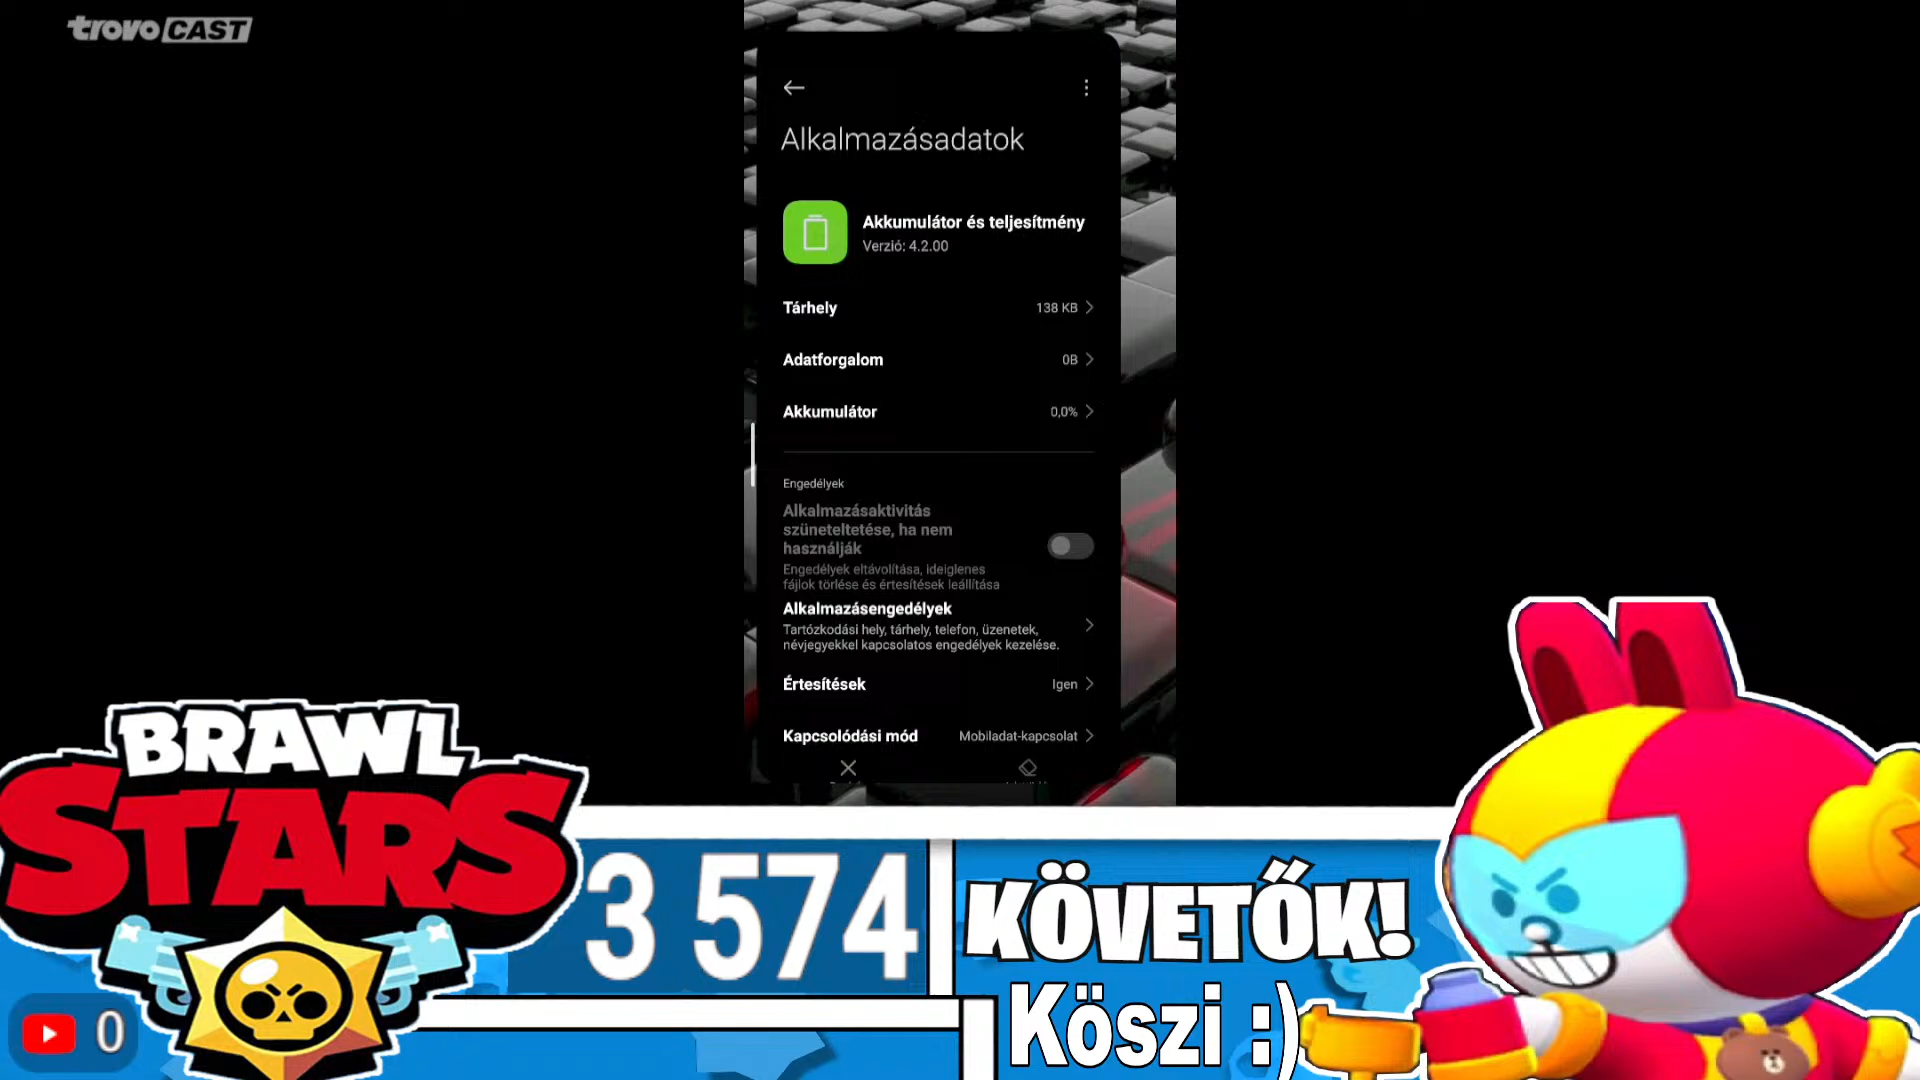 trovo CAST
Alkalmazásadatok
Akkumulátor és teljesítmény
Verzió: 4.2.00
Tárhely 138 KB
Adatforgalom 0B
Akkumulátor 0,0%
Engedélyek
Alkalmazásaktivitás
szüneteltetése, ha nem
használják
Engedélyek eltávolítása, ideiglenes
fájlok törlése és értesítések leállítása
Alkalmazásengedélyek
Tartózkodási hely, tárhely, telefon, üzenetek,
névjegyekkel kapcsolatos engedélyek kezelése.
Értesítések Igen
Kapcsolódási mód Mobiladat-kapcsolat
BRAWL
STARS
3 574
KÖVETŐK!
Köszi :)
0